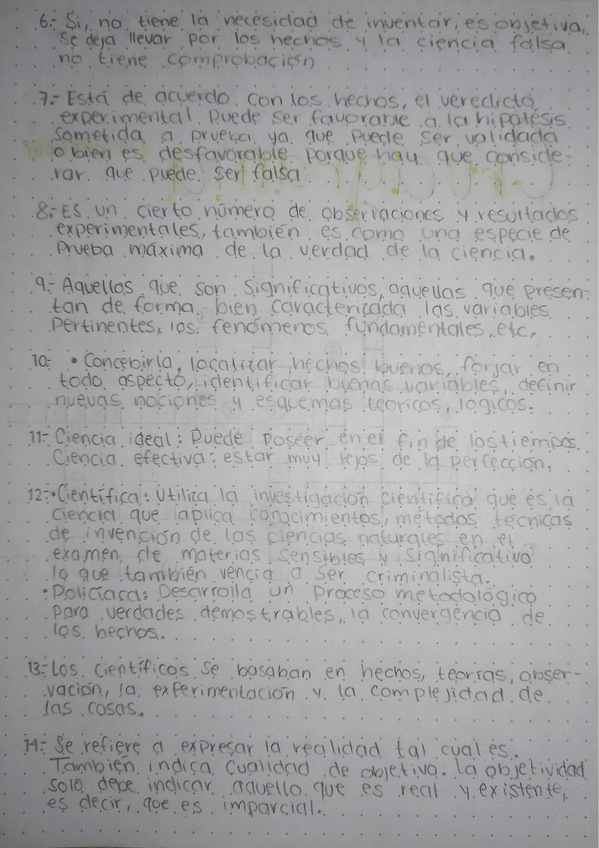 6.- Si, no tiene la necesidad de inventar, es objetiva,
se deja llevar por los hechos y la ciencia falsa
no tiene comprobación
7.- Está de acuerdo con los hechos, el veredicto
experimental puede ser favorable a la hipótesis
sometida a prueba ya que puede ser validada
o bien es desfavorable porque hay que conside-
rar que puede ser falsa
8.- Es un cierto número de observaciones y resultados
experimentales, también es como una especie de
prueba máxima de la verdad de la ciencia.
9.- Aquellos que son significativos, aquellas que presen-
tan de forma bien caracterizada las variables
pertinentes, los fenómenos fundamentales, etc.
10.- • Concebirla, localizar hechos buenos, forjar en
todo aspecto, identificar buenas variables, definir
nuevas nociones y esquemas teoricos, logicos.
11.- Ciencia ideal: Puede poseer en el fin de los tiempos.
Ciencia efectiva: estar muy lejos de la perfección.
12.- • Científica: Utiliza la investigación científica que es la
ciencia que aplica conocimientos, métodos técnicas
de invención de las ciencias naturales en el
examen de materias sensibles y siginificativo
lo que también vencía a ser criminalista.
• Policiaca: Desarrolla un proceso metodológico
para verdades demostrables, la convergencia de
los hechos.
13.- Los científicos se basaban en hechos, teorías, obser-
vación, la experimentación y la complejidad de
las cosas.
14.- Se refiere a expresar la realidad tal cual es.
También indica cualidad de objetivo. La objetividad
solo debe indicar aquello que es real y existente,
es decir, que es imparcial.